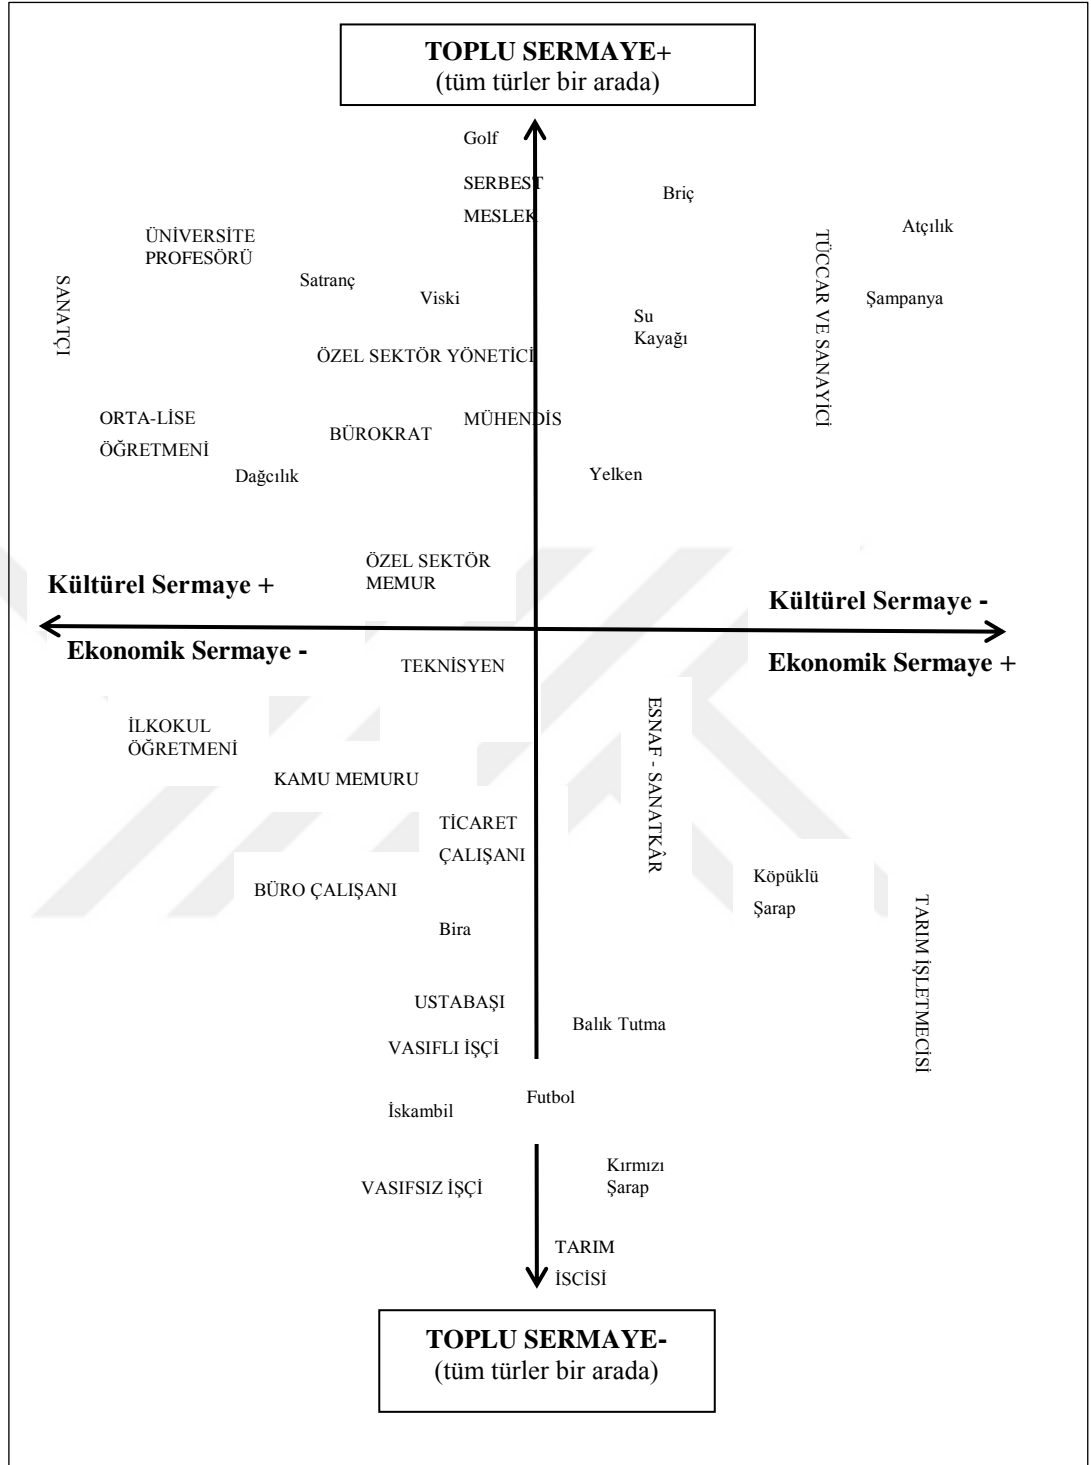 TOPLU SERMAYE+
(tüm türler bir arada)
Golf
SERBEST
MESLEK
Briç
Atçılık
ÜNİVERSİTE
PROFESÖRÜ
SANATÇI
Satranç
Viski
Su
Kayağı
TÜCCAR VE SANAYİCİ
Şampanya
ÖZEL SEKTÖR YÖNETİCİ
ORTA-LİSE
ÖĞRETMENİ
BÜROKRAT
MÜHENDİS
Dağcılık
Yelken
ÖZEL SEKTÖR
MEMUR
Kültürel Sermaye +
Kültürel Sermaye -
Ekonomik Sermaye -
Ekonomik Sermaye +
TEKNİSYEN
İLKOKUL
ÖĞRETMENİ
ESNAF - SANATKÂR
KAMU MEMURU
TİCARET
ÇALIŞANI
BÜRO ÇALIŞANI
Köpüklü
Şarap
Bira
TARIM İŞLETMECİSİ
USTABAŞI
Balık Tutma
VASIFLI İŞÇİ
İskambil
Futbol
Kırmızı
Şarap
VASIFSIZ İŞÇİ
TARIM
İSCİSİ
TOPLU SERMAYE-
(tüm türler bir arada)